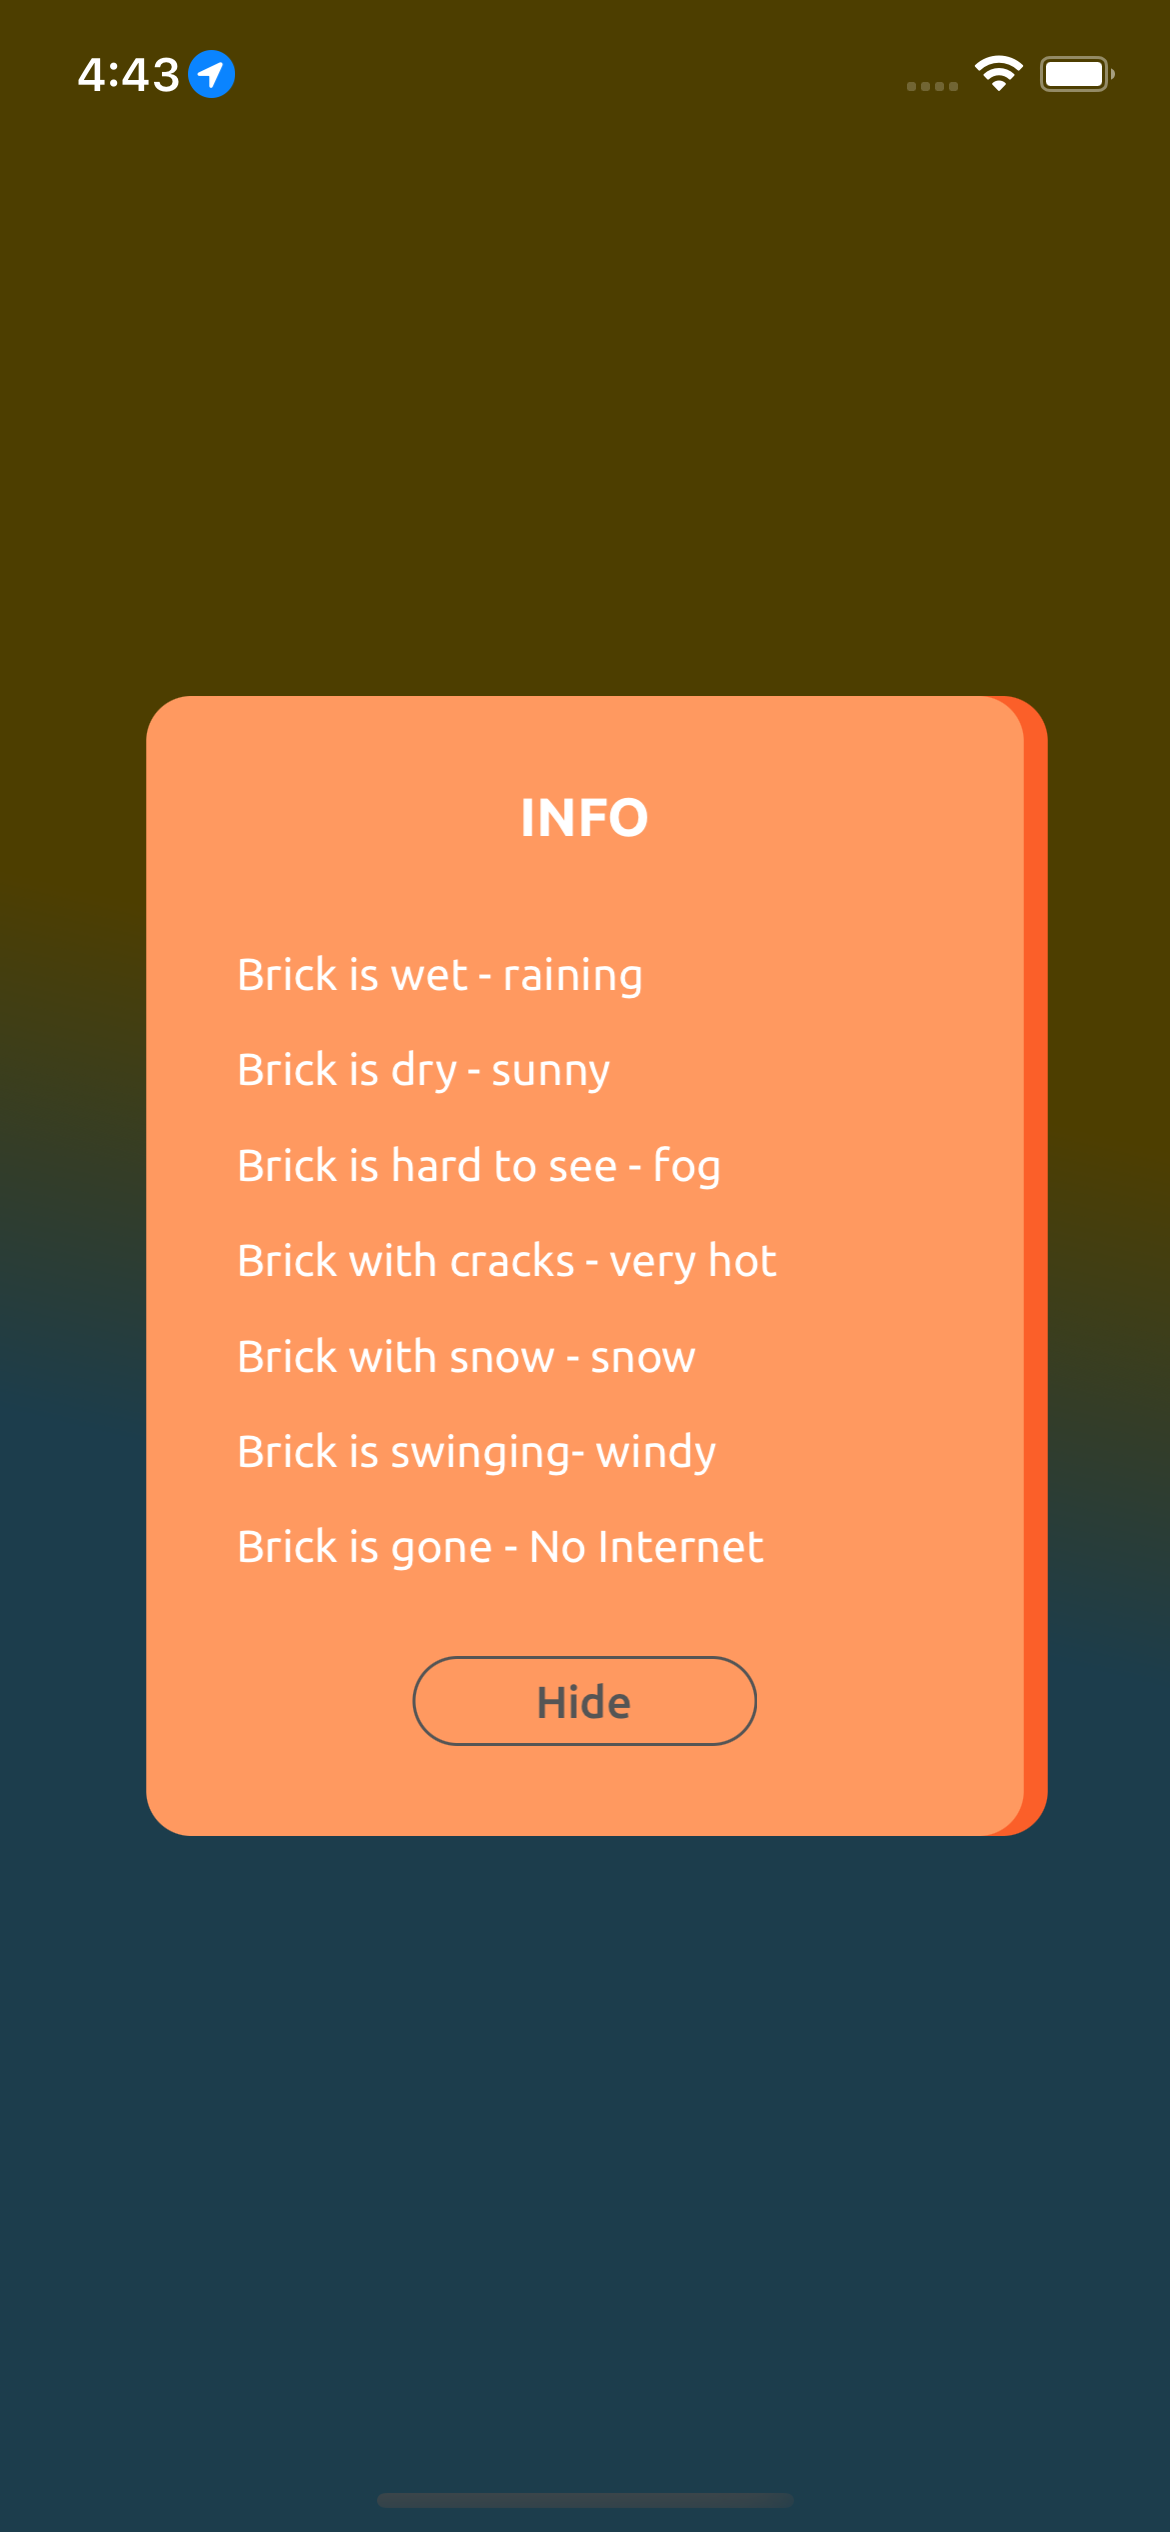 4:43
INFO
Brick is wet - raining
Brick is dry - sunny
Brick is hard to see - fog
Brick with cracks - very hot
Brick with snow - snow
Brick is swinging- windy
Brick is gone - No Internet
Hide